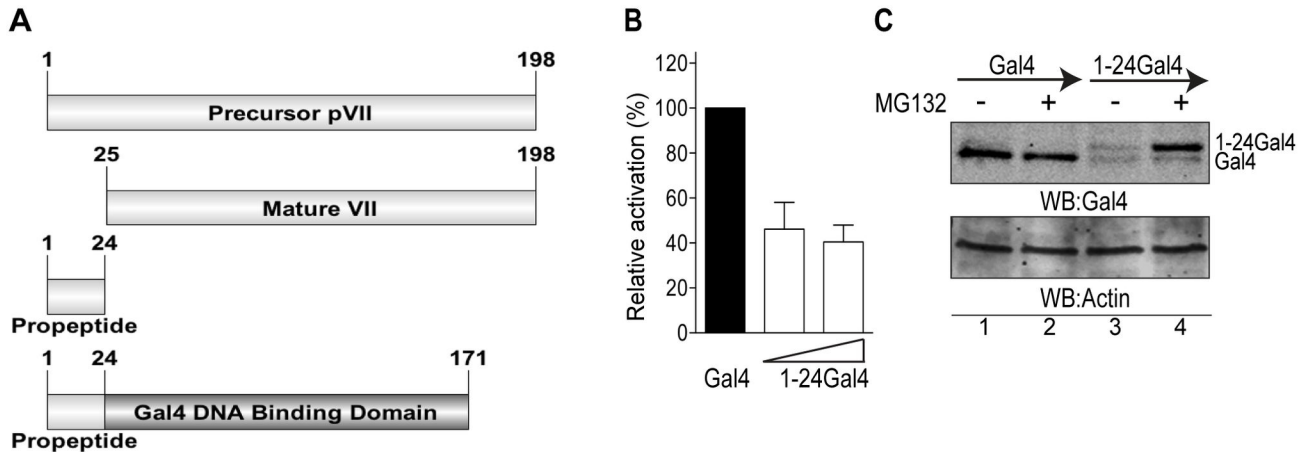 A
1 198
Precursor pVII
25 198
Mature VII
1 24
Propeptide
1 24 171
Gal4 DNA Binding Domain
Propeptide
B
Relative activation (%)
120
100
80
60
40
20
0
Gal4 1-24Gal4
C
Gal4 1-24Gal4
MG132 - + - +
1-24Gal4
Gal4
WB:Gal4
WB:Actin
1 2 3 4